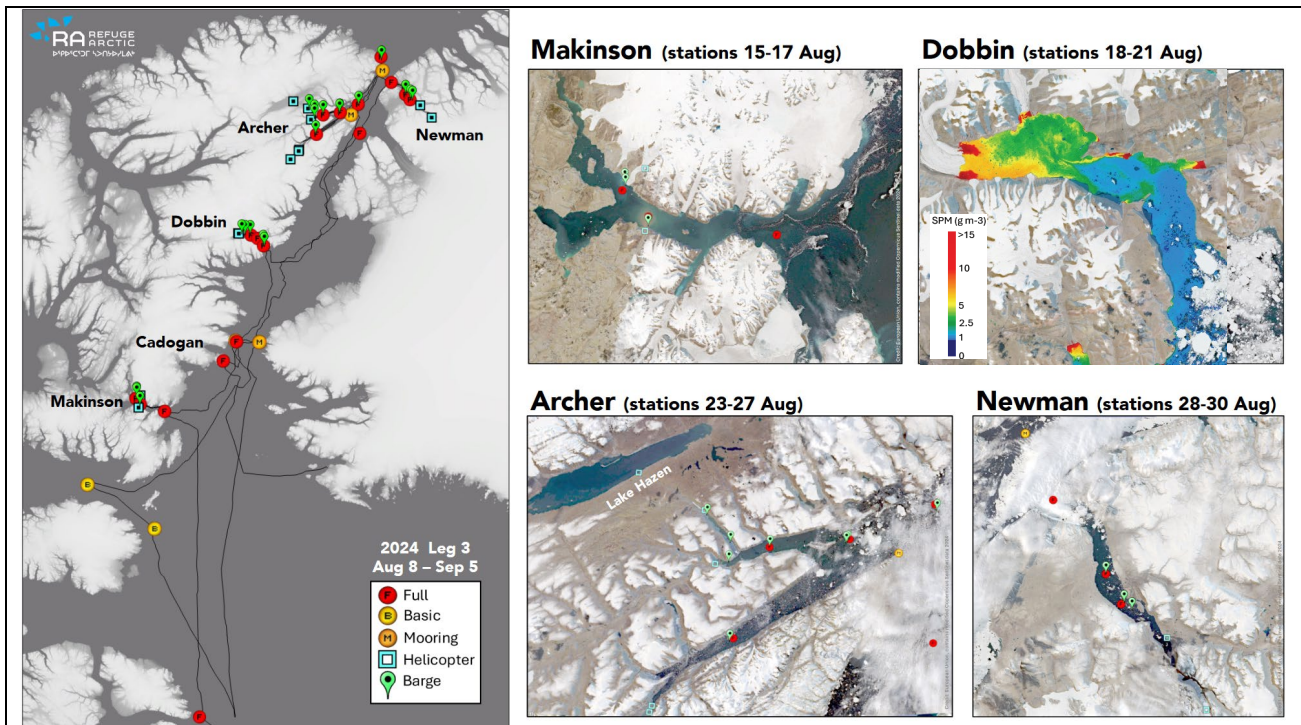 RA REFUGE
ARCTIC
Archer
Newman
Dobbin
Cadogan
Makinson
F
B
M
2024 Leg 3
Aug 8 – Sep 5
F Full
B Basic
M Mooring
Helicopter
Barge
Makinson (stations 15-17 Aug)
Dobbin (stations 18-21 Aug)
SPM (g m-3)
>15
10
5
2.5
1
0
Archer (stations 23-27 Aug)
Lake Hazen
Newman (stations 28-30 Aug)